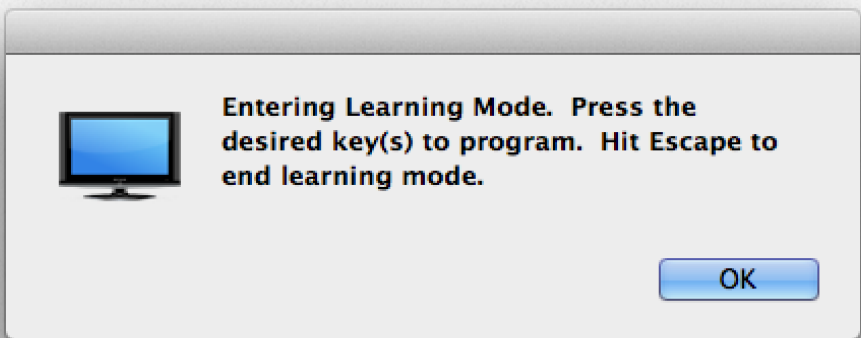 Entering Learning Mode.  Press the
desired key(s) to program.  Hit Escape to
end learning mode.
OK